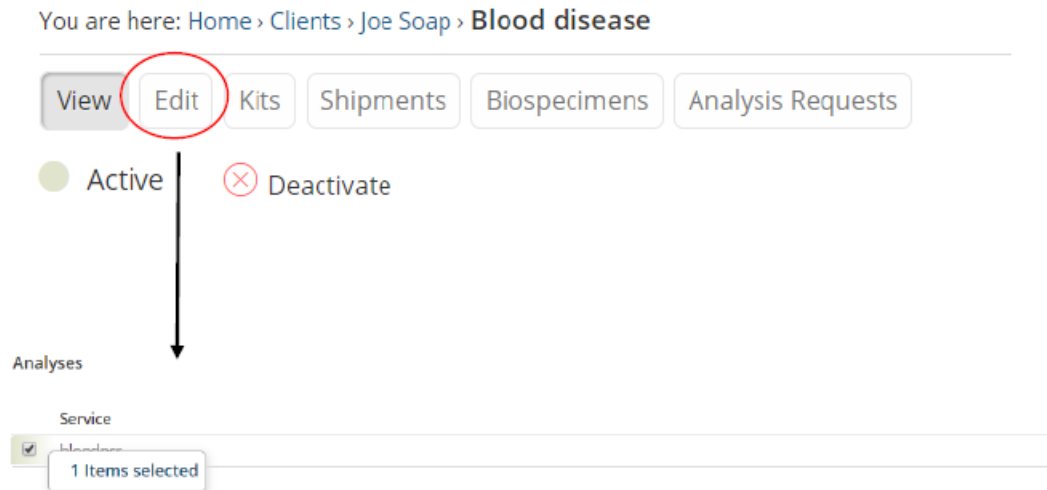 You are here: Home › Clients › Joe Soap › Blood disease
View Edit Kits Shipments Biospecimens Analysis Requests
Active Deactivate
Analyses
Service
1 Items selected